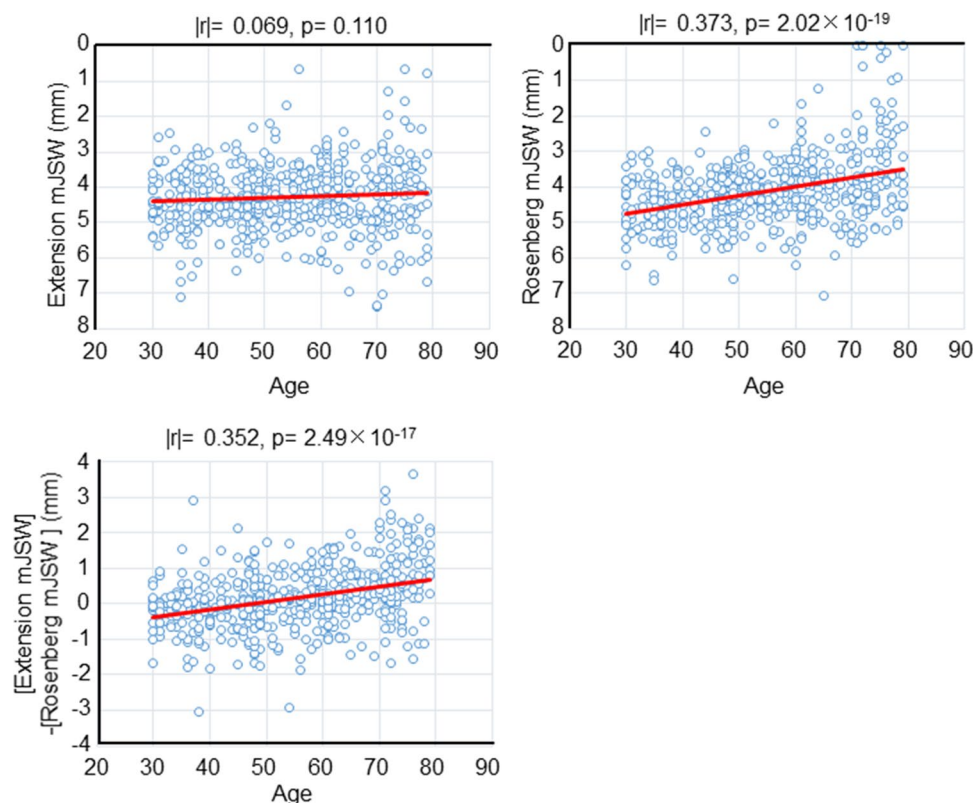 |r|= 0.069, p= 0.110
Extension mJSW (mm)
0
1
2
3
4
5
6
7
8
20 30 40 50 60 70 80 90
Age
|r|= 0.373, p= 2.02×10⁻¹⁹
Rosenberg mJSW (mm)
0
1
2
3
4
5
6
7
8
20 30 40 50 60 70 80 90
Age
|r|= 0.352, p= 2.49×10⁻¹⁷
[Extension mJSW]
-[Rosenberg mJSW ] (mm)
4
3
2
1
0
-1
-2
-3
-4
20 30 40 50 60 70 80 90
Age